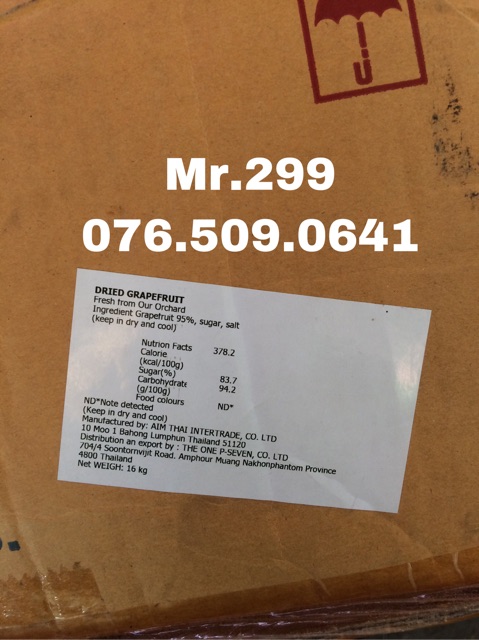 Mr.299
076.509.0641
DRIED GRAPEFRUIT
Fresh from Our Orchard
Ingredient Grapefruit 95%, sugar, salt
(keep in dry and cool)
Nutrion Facts
Calorie 378.2
(kcal/100g)
Sugar(%) 83.7
Carbohydrate 94.2
(g/100g)
Food colours ND*
ND*Note detected
(Keep in dry and cool)
Manufactured by: AIM THAI INTERTRADE, CO. LTD
10 Moo 1 Bahong Lumphun Thailand 51120
Distribution an export by : THE ONE P-SEVEN, CO. LTD
704/4 Soontornvijit Road. Amphour Muang Nakhonphantom Province
4800 Thailand
Net WEIGH: 16 kg